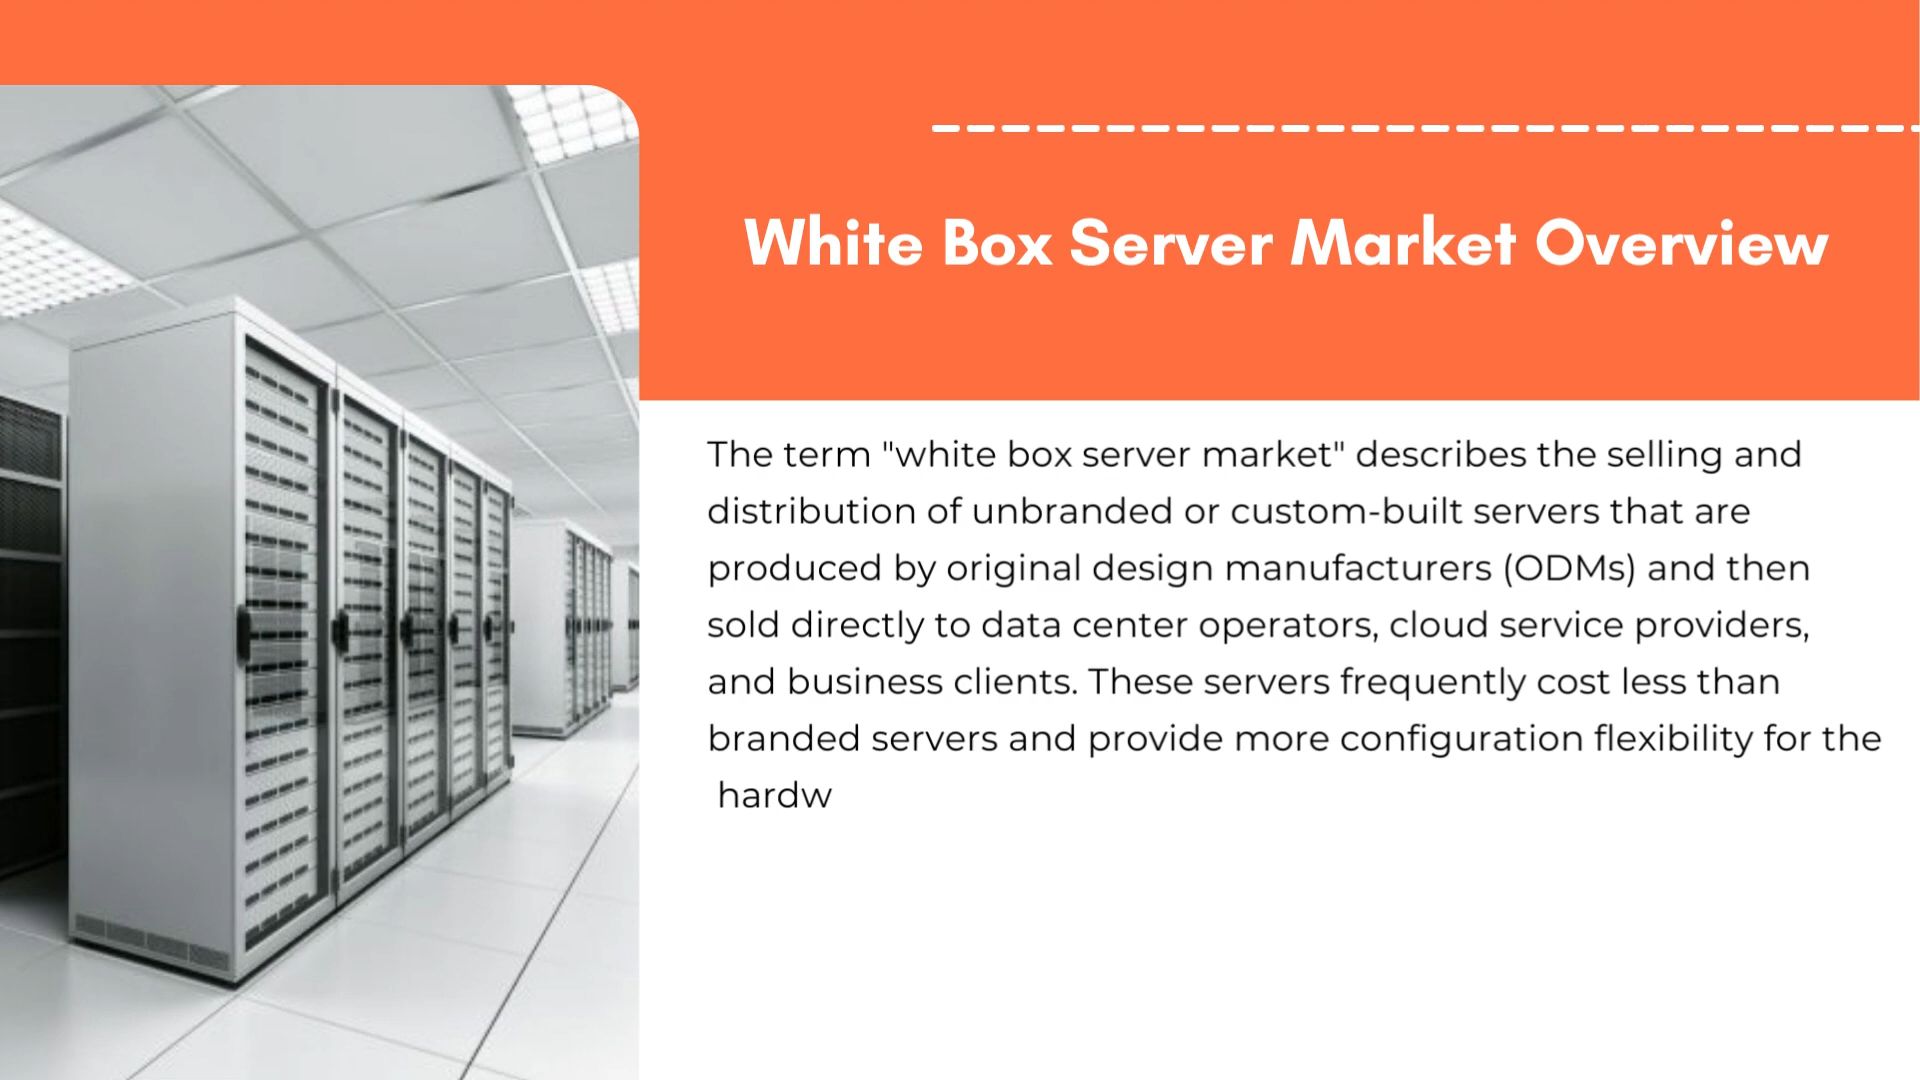 White Box Server Market Overview
The term "white box server market" describes the selling and
distribution of unbranded or custom-built servers that are
produced by original design manufacturers (ODMs) and then
sold directly to data center operators, cloud service providers,
and business clients. These servers frequently cost less than
branded servers and provide more configuration flexibility for the
hardw